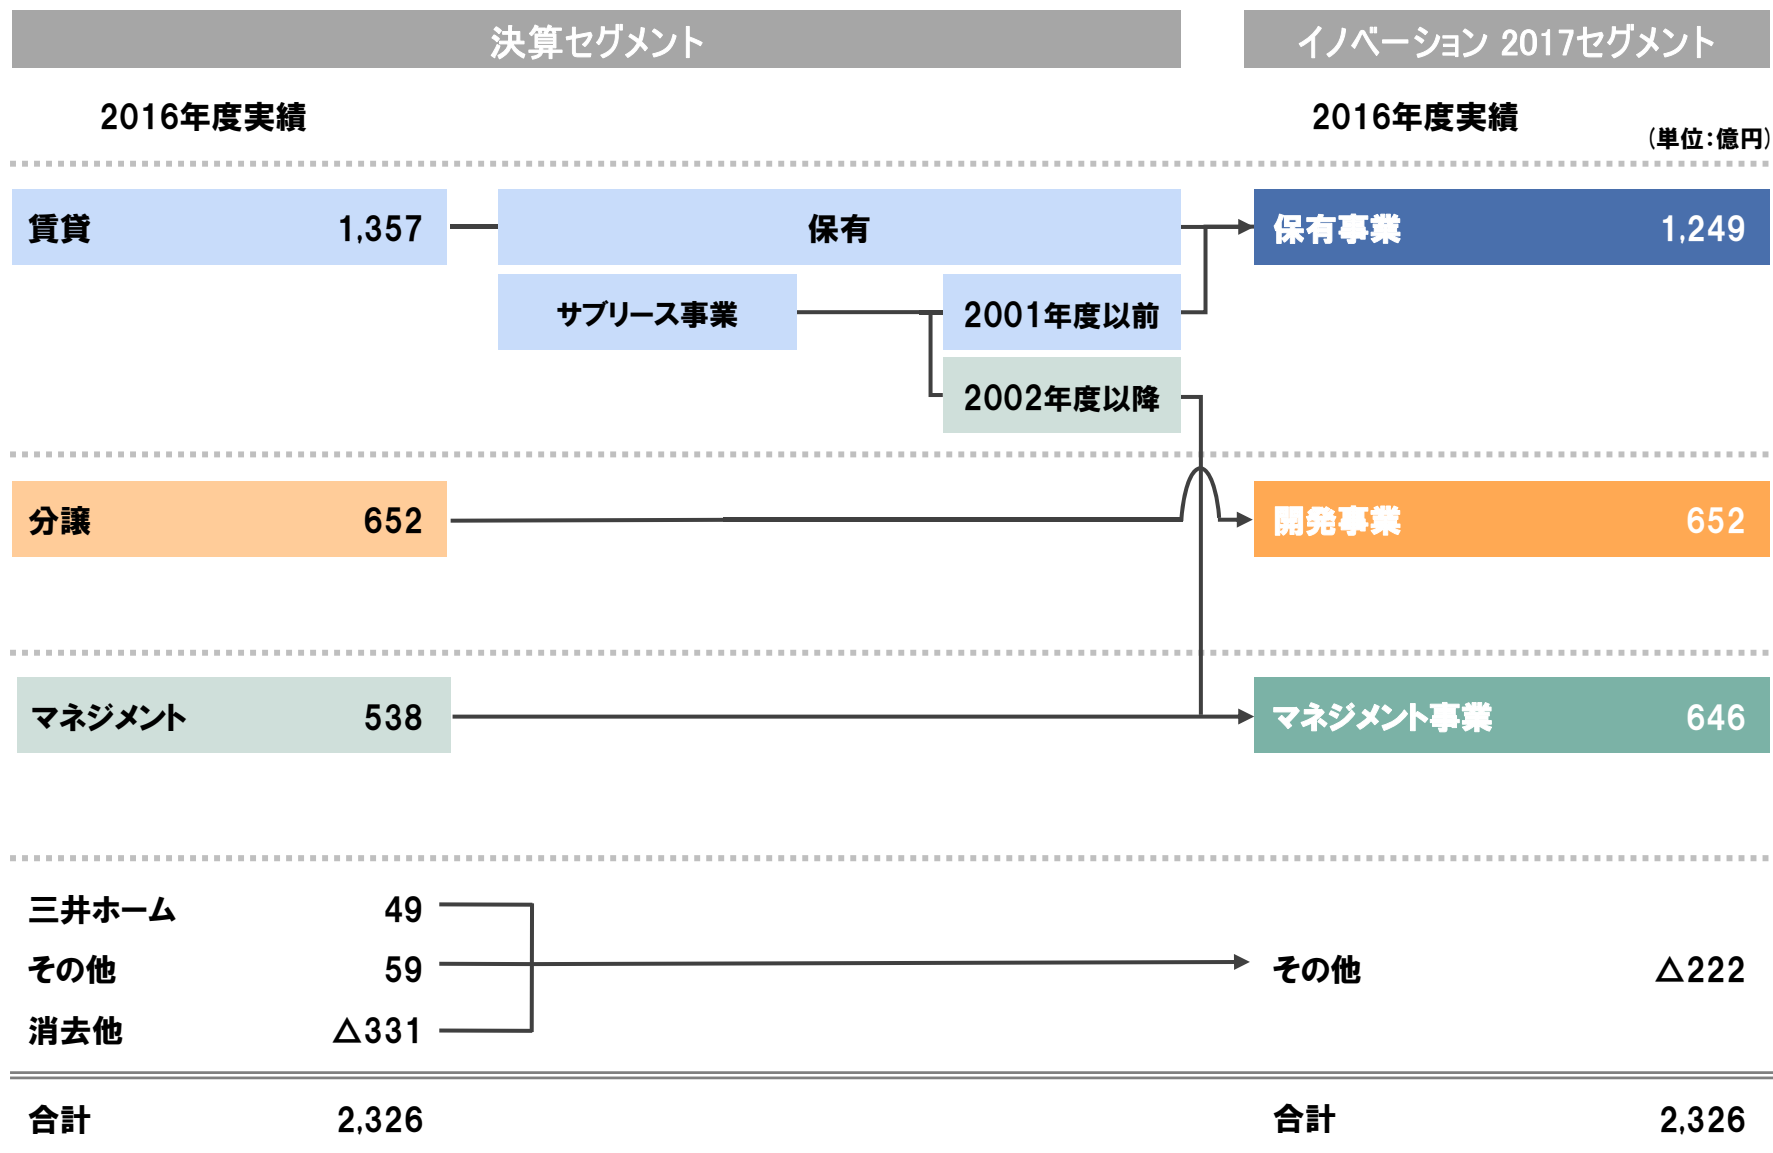 決算セグメント
イノベーション 2017セグメント
2016年度実績
2016年度実績
(単位:億円)
賃貸 1,357
保有
保有事業 1,249
サブリース事業
2001年度以前
2002年度以降
分譲 652
開発事業 652
マネジメント 538
マネジメント事業 646
三井ホーム 49
その他 59
その他 △222
消去他 △331
合計 2,326
合計 2,326